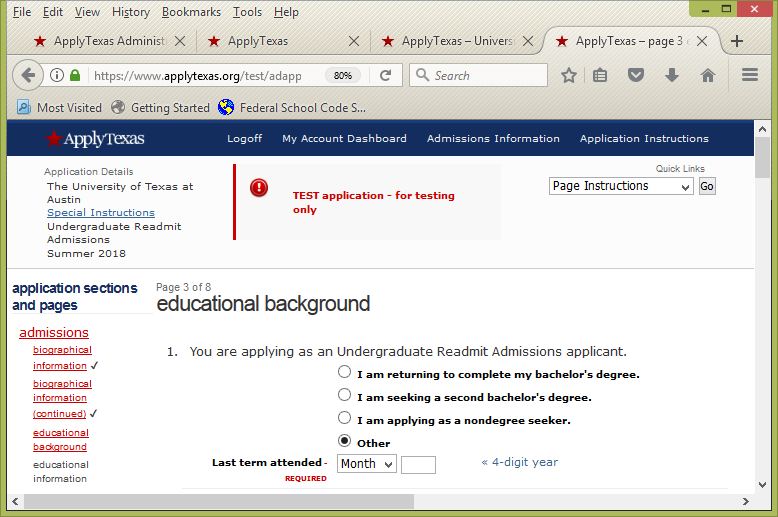 File Edit View History Bookmarks Tools Help
ApplyTexas Administ ApplyTexas ApplyTexas – Universi ApplyTexas – page 3
https://www.applytexas.org/test/adapp 80% Search
Most Visited Getting Started Federal School Code S...
ApplyTexas Logoff My Account Dashboard Admissions Information Application Instructions
Application Details
The University of Texas at
Austin
Special Instructions
Undergraduate Readmit
Admissions
Summer 2018
TEST application - for testing
only
Quick Links
Page Instructions Go
application sections
and pages
admissions
biographical
information ✓
biographical
information
(continued) ✓
educational
background
educational
information
Page 3 of 8
educational background
1. You are applying as an Undergraduate Readmit Admissions applicant.
I am returning to complete my bachelor's degree.
I am seeking a second bachelor's degree.
I am applying as a nondegree seeker.
Other
Last term attended - Month « 4-digit year
REQUIRED